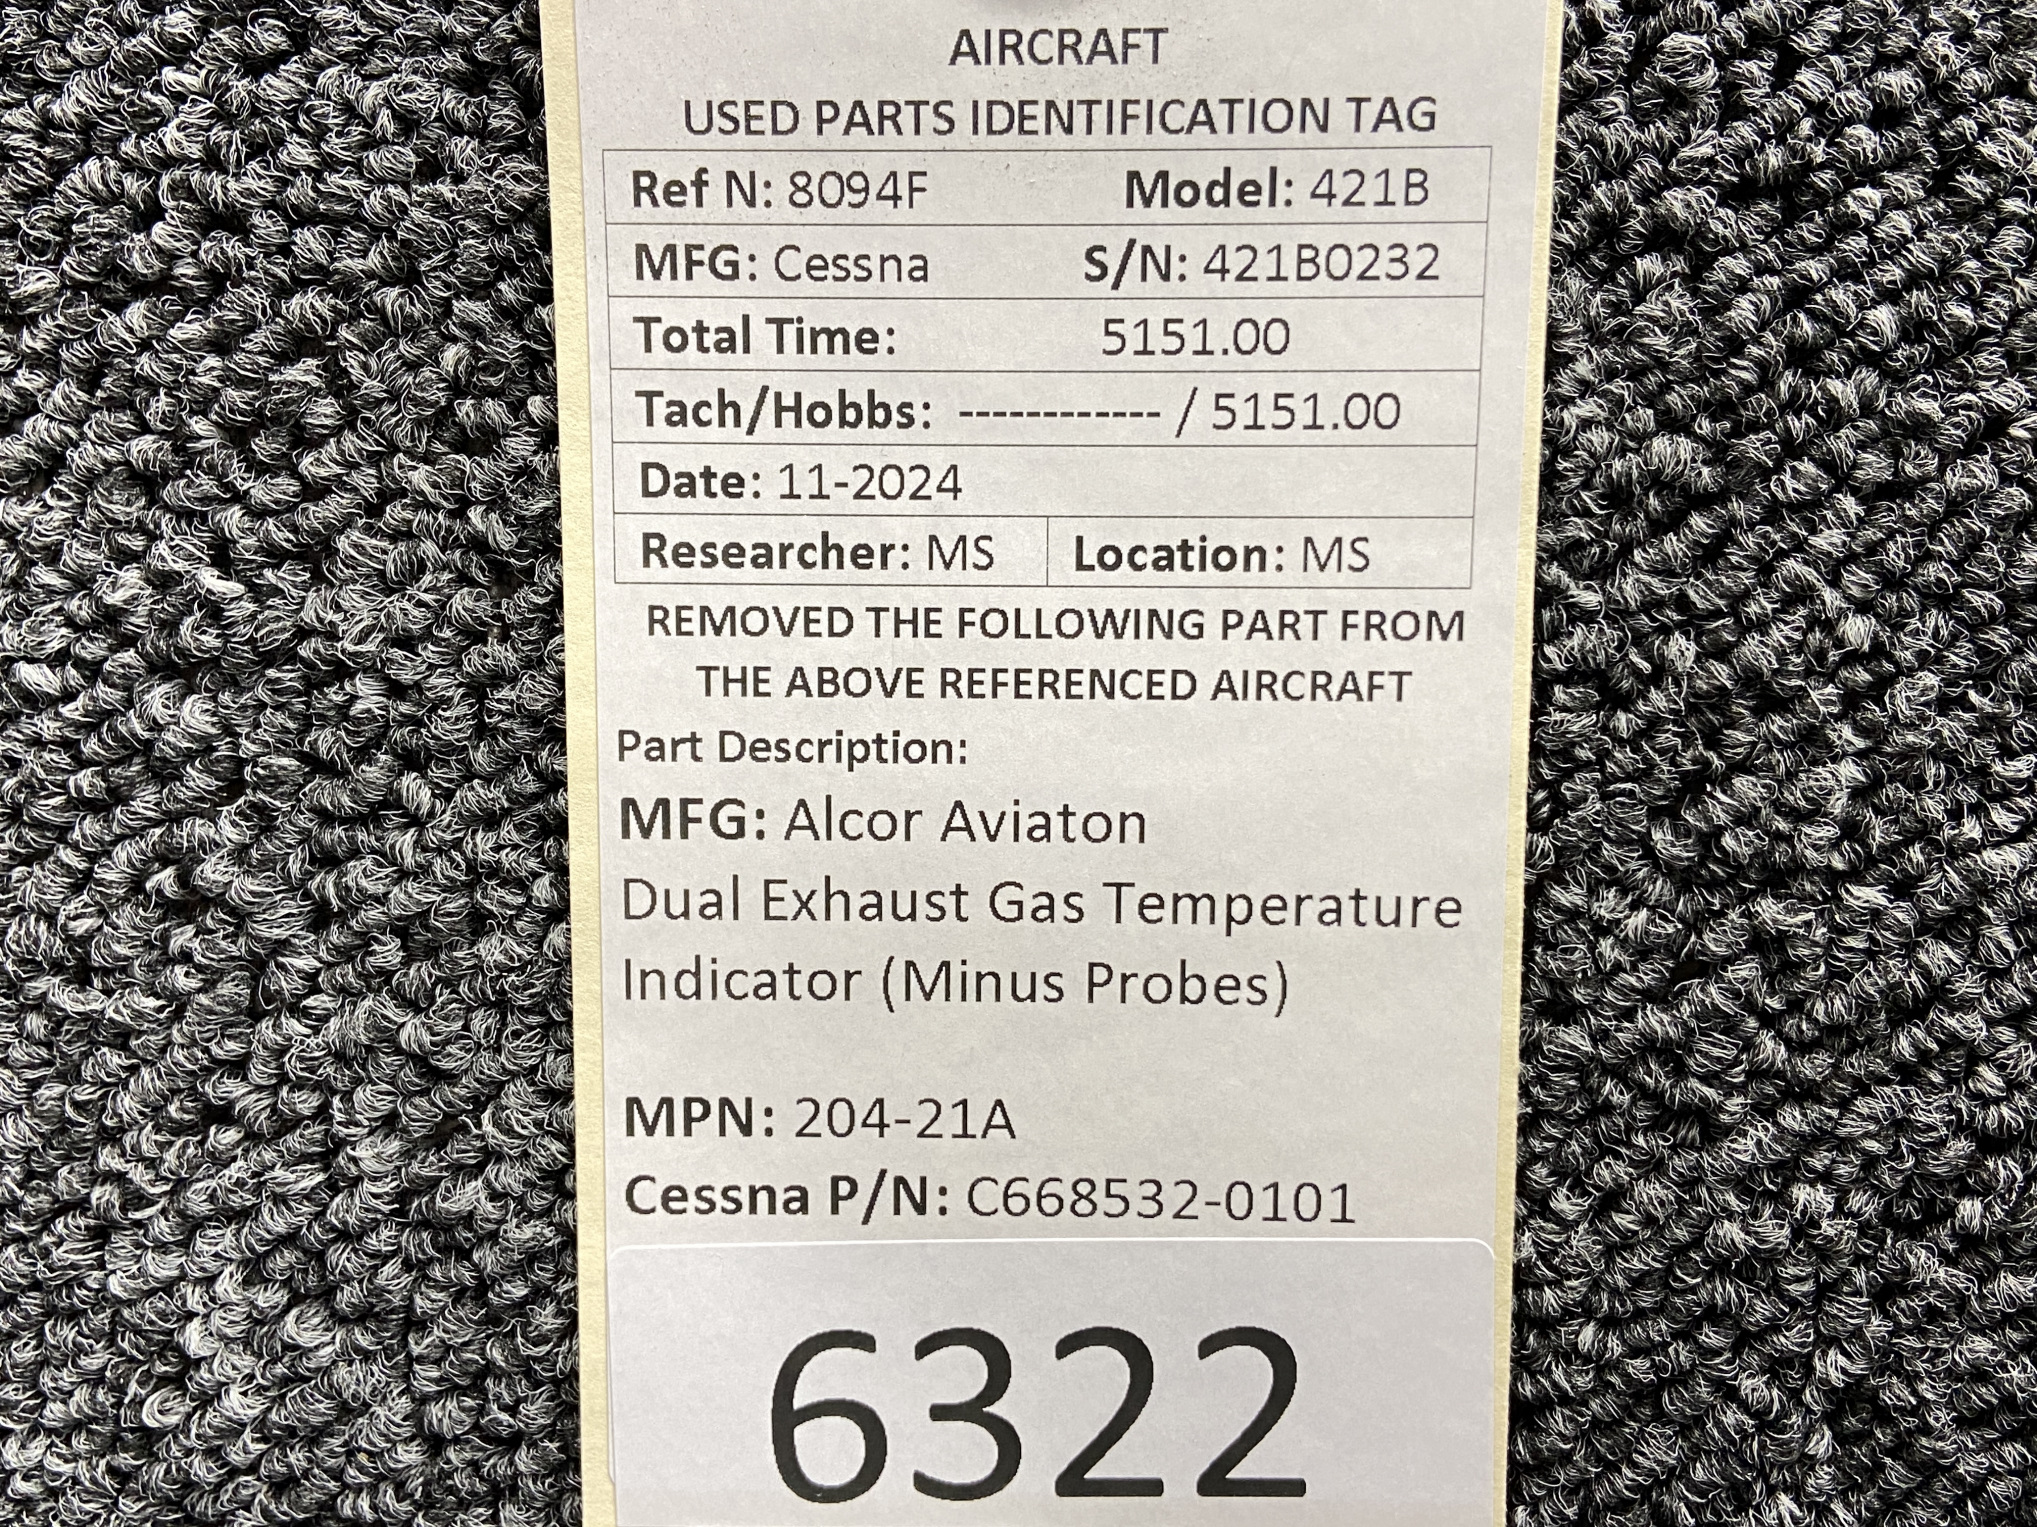 AIRCRAFT
USED PARTS IDENTIFICATION TAG
Ref N: 8094F Model: 421B
MFG: Cessna S/N: 421B0232
Total Time: 5151.00
Tach/Hobbs: ------------ / 5151.00
Date: 11-2024
Researcher: MS Location: MS
REMOVED THE FOLLOWING PART FROM
THE ABOVE REFERENCED AIRCRAFT
Part Description:
MFG: Alcor Aviaton
Dual Exhaust Gas Temperature
Indicator (Minus Probes)
MPN: 204-21A
Cessna P/N: C668532-0101
6322